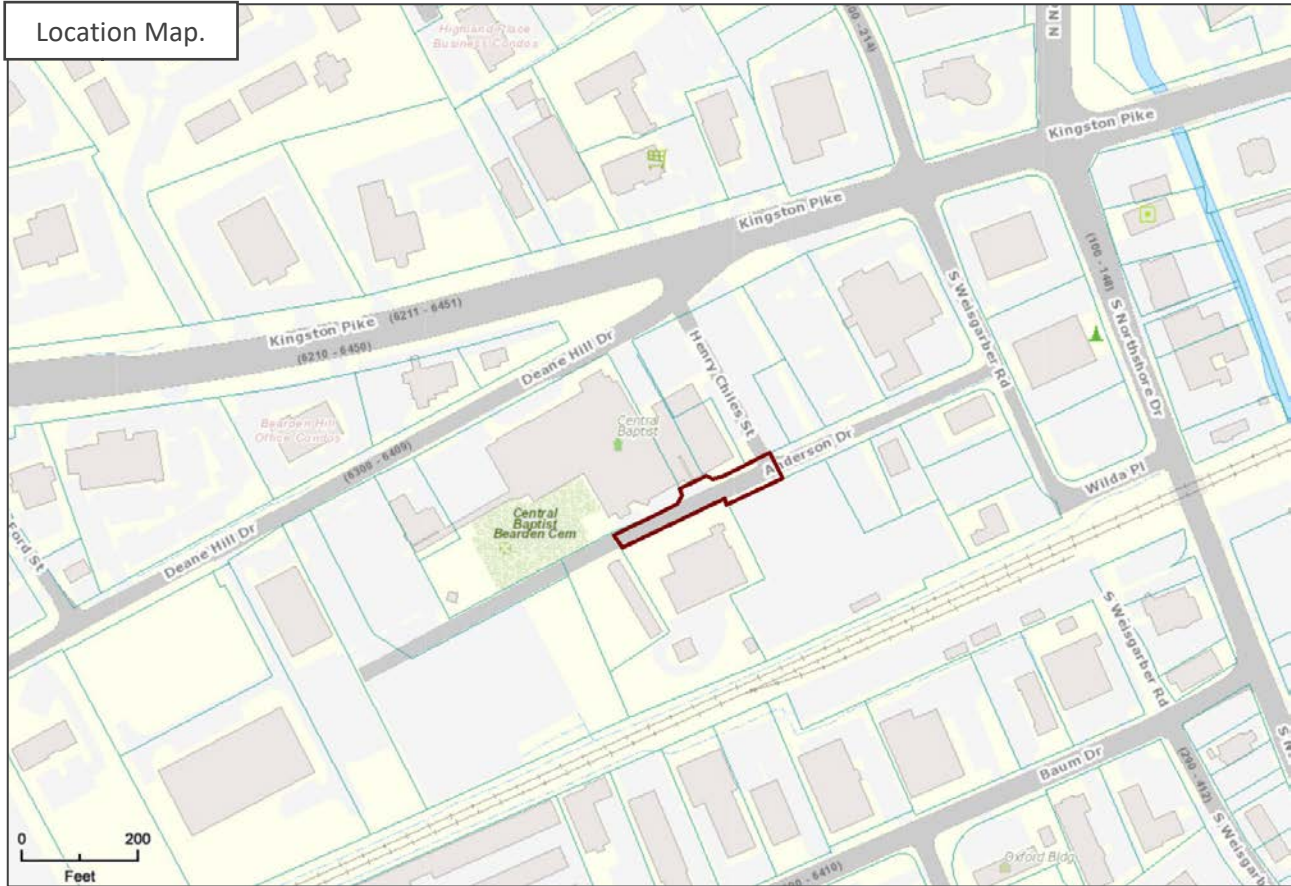 Location Map.
Highland Place
Business Condos
Kingston Pike
Kingston Pike
Kingston Pike
(6211 - 6451)
(6210 - 6450)
(100 - 148)
S Weisgarber Rd
S Northshore Dr
Deane Hill Dr
Henry Chiles St
Central
Baptist
Anderson Dr
Bearden Hill
Office Condos
(6300 - 6409)
Central
Baptist
Bearden Cem
Wilda Pl
Deane Hill Dr
S Weisgarber Rd
Baum Dr
(290 - 412)
Oxford Bldg
0 200
Feet